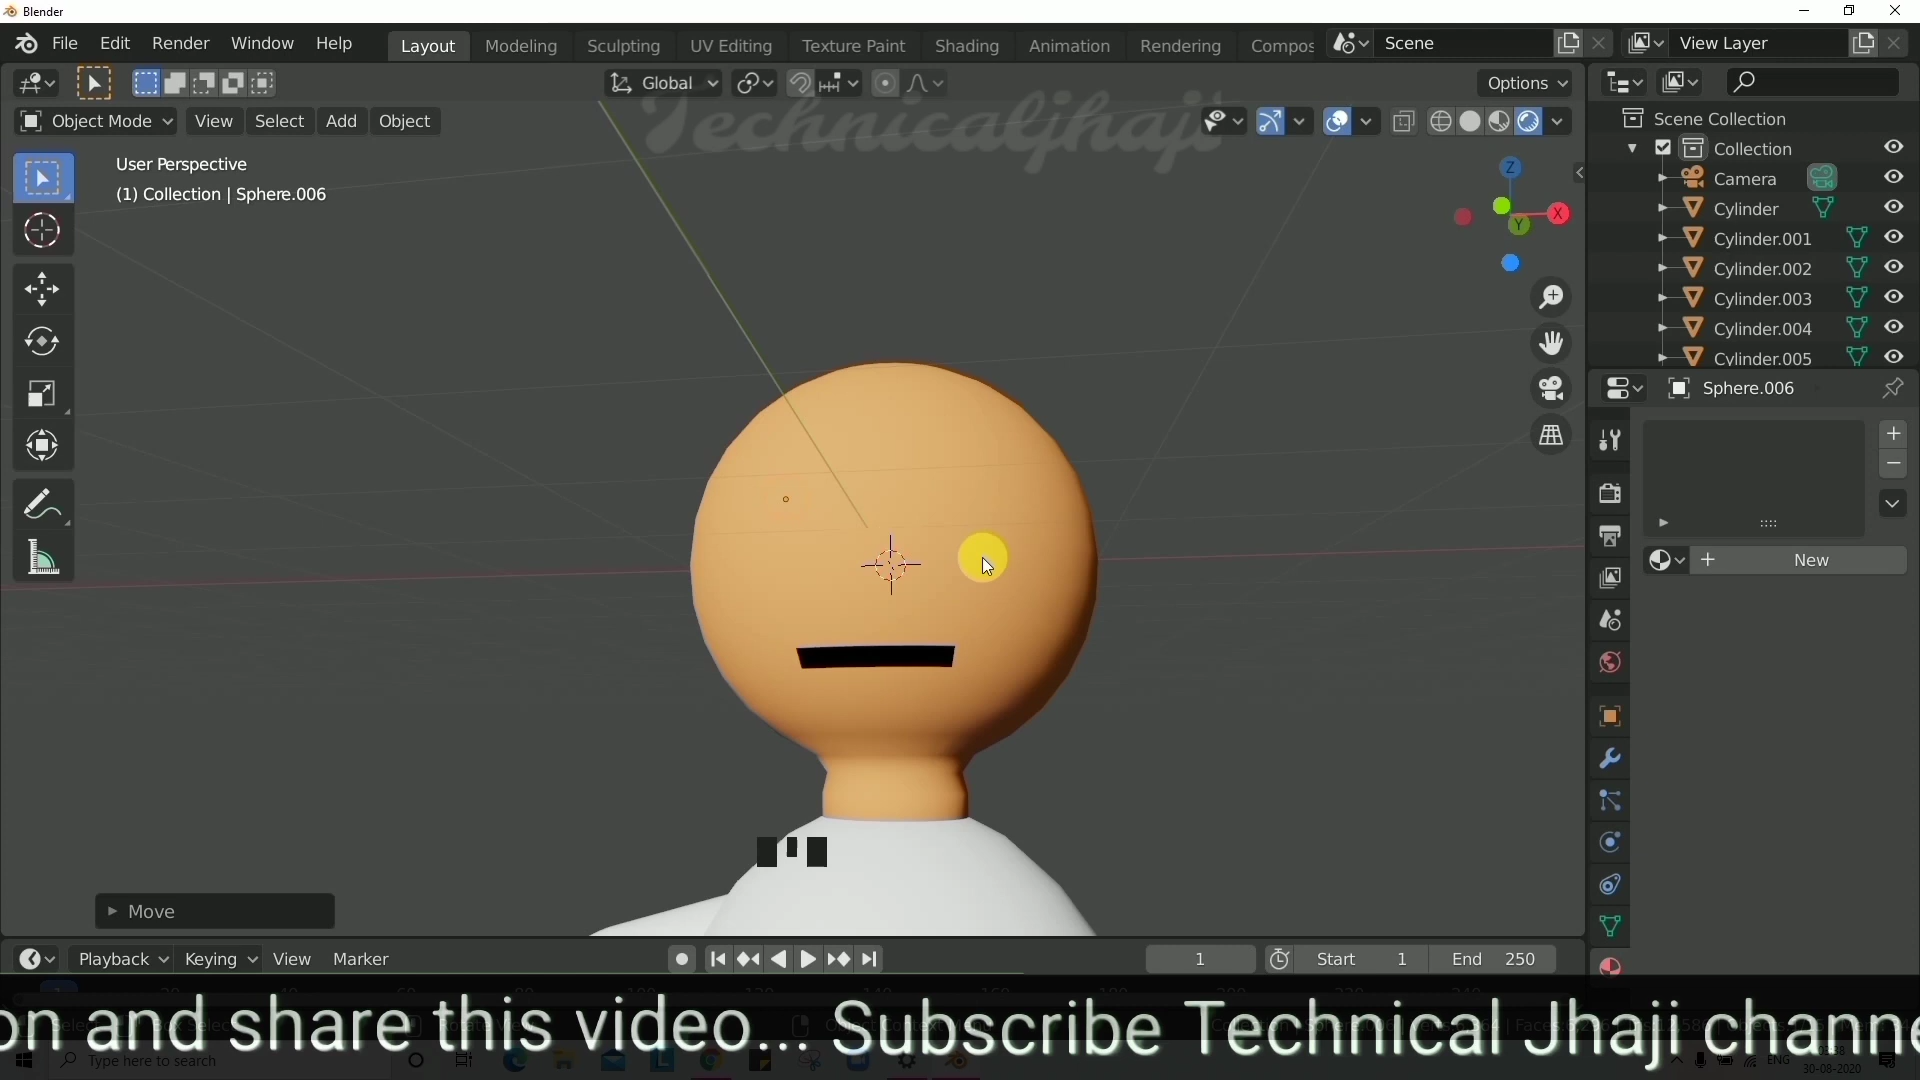 Blender
File Edit Render Window Help Layout Modeling Sculpting UV Editing Texture Paint Shading Animation Rendering Compos Scene View Layer
Global Options
Technicaljhaji
Object Mode View Select Add Object
User Perspective
(1) Collection | Sphere.006
Z
X
Y
Scene Collection
Collection
Camera
Cylinder
Cylinder.001
Cylinder.002
Cylinder.003
Cylinder.004
Cylinder.005
Sphere.006
New
Move
Playback Keying View Marker 1 Start 1 End 250
on and share this video... Subscribe Technical Jhaji channe
Type here to search
ENG
30-08-2020